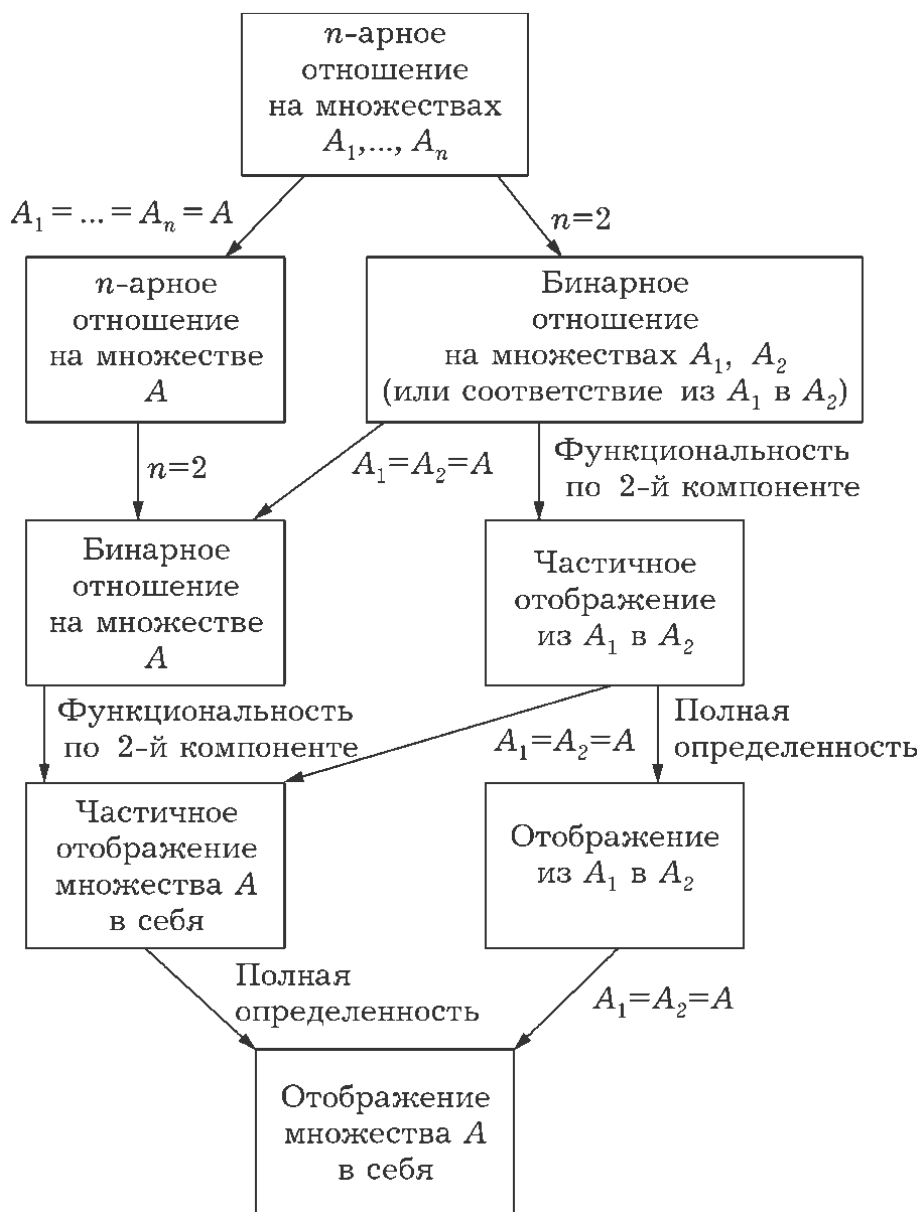 n-арное
отношение
на множествах
A₁,..., Aₙ
A₁ = ... = Aₙ = A
n=2
n-арное
отношение
на множестве
A
Бинарное
отношение
на множествах A₁, A₂
(или соответствие из A₁ в A₂)
n=2
A₁=A₂=A
Функциональность
по 2-й компоненте
Бинарное
отношение
на множестве
A
Частичное
отображение
из A₁ в A₂
Функциональность
по 2-й компоненте
A₁=A₂=A
Полная
определенность
Частичное
отображение
множества A
в себя
Отображение
из A₁ в A₂
Полная
определенность
A₁=A₂=A
Отображение
множества A
в себя